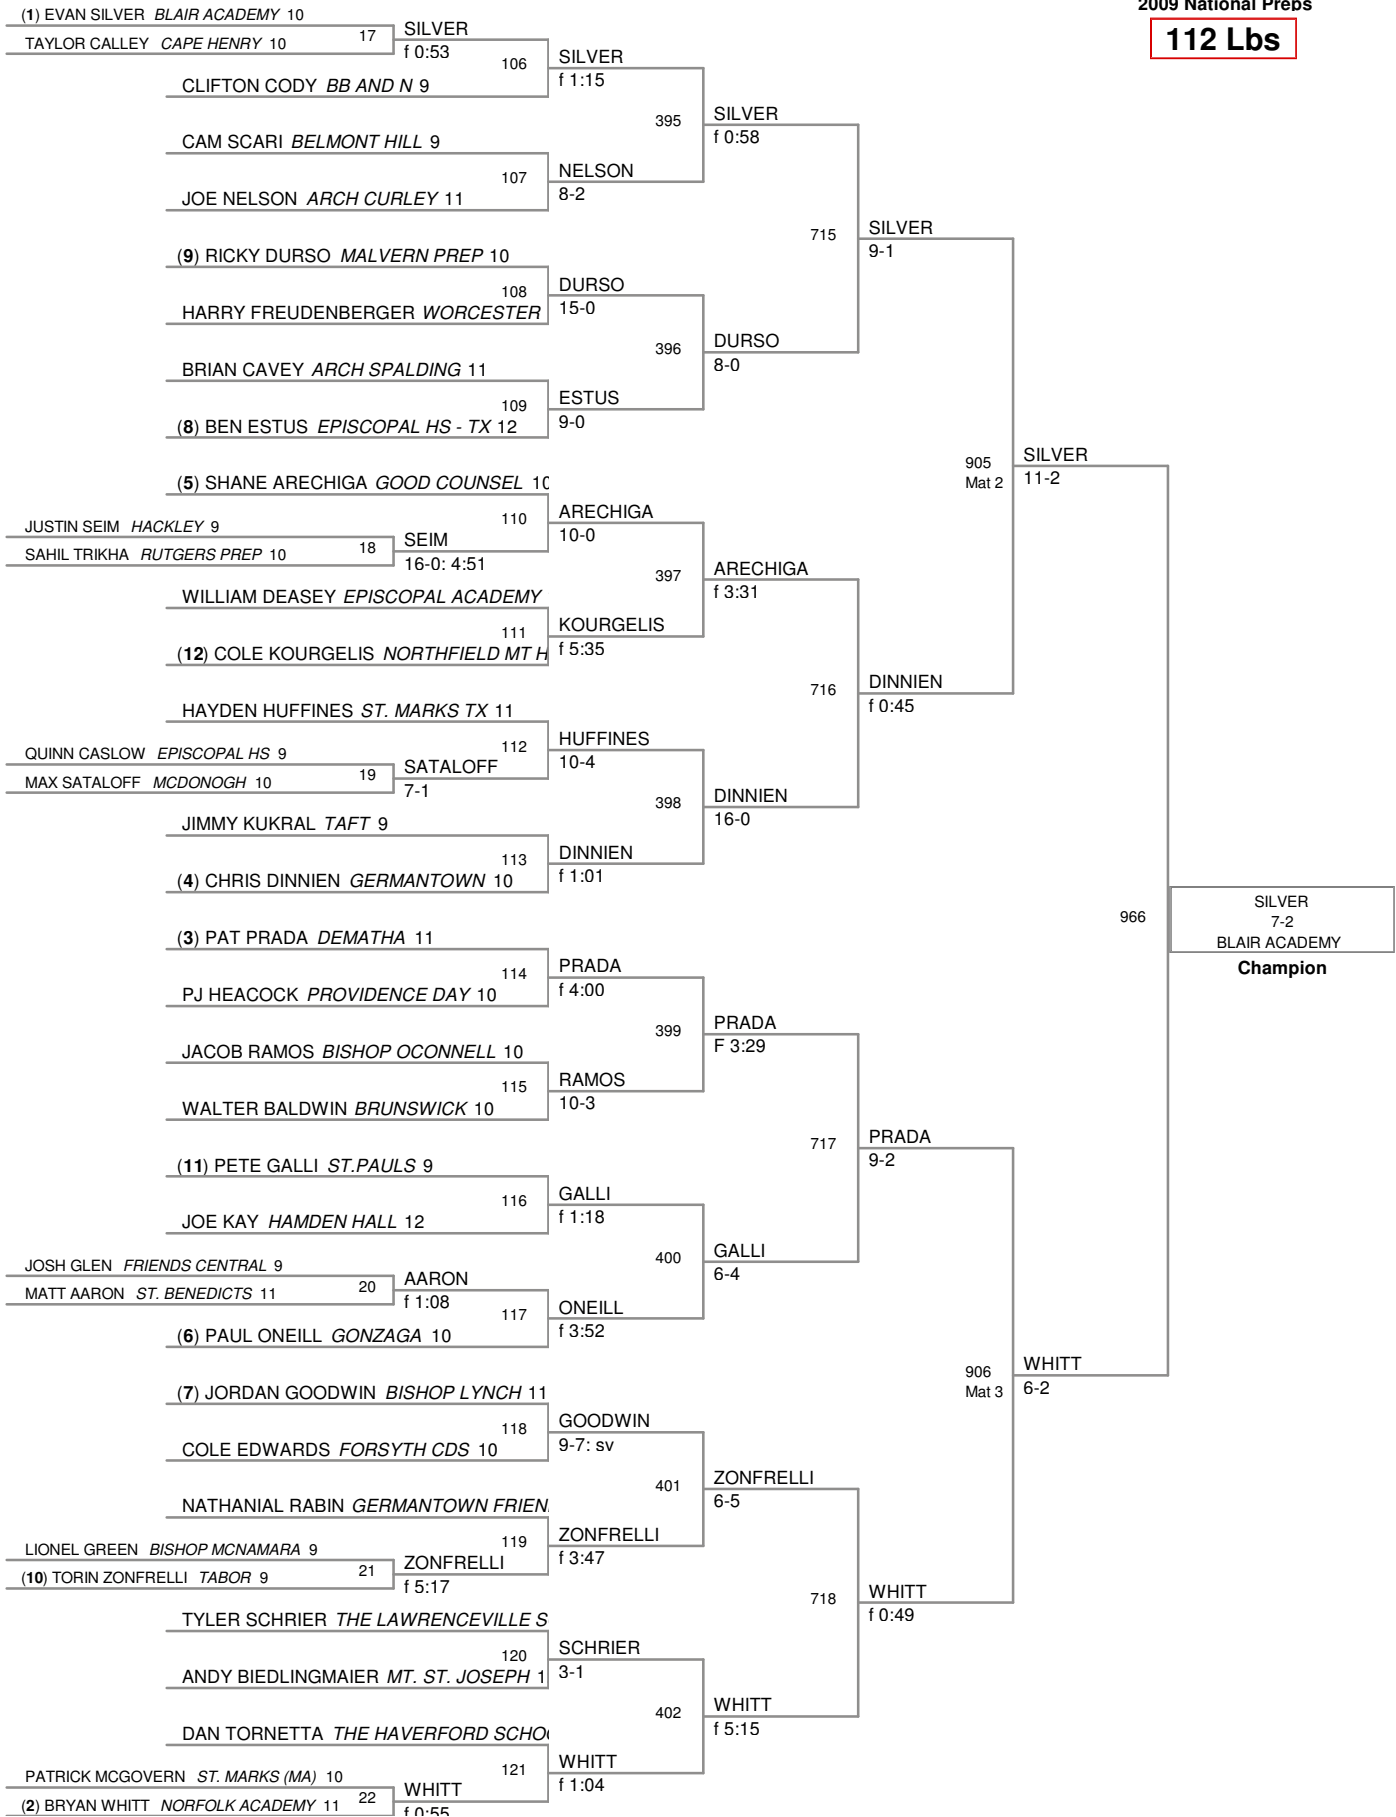 2009 National Preps
112 Lbs
(1) EVAN SILVER BLAIR ACADEMY 10
17
TAYLOR CALLEY CAPE HENRY 10
SILVER
f 0:53
106
CLIFTON CODY BB AND N 9
SILVER
f 1:15
395
CAM SCARI BELMONT HILL 9
107
JOE NELSON ARCH CURLEY 11
NELSON
8-2
SILVER
f 0:58
715
(9) RICKY DURSO MALVERN PREP 10
108
HARRY FREUDENBERGER WORCESTER
DURSO
15-0
396
BRIAN CAVEY ARCH SPALDING 11
109
(8) BEN ESTUS EPISCOPAL HS - TX 12
ESTUS
9-0
DURSO
8-0
SILVER
9-1
905
Mat 2
(5) SHANE ARECHIGA GOOD COUNSEL 10
110
JUSTIN SEIM HACKLEY 9
18
SAHIL TRIKHA RUTGERS PREP 10
SEIM
16-0: 4:51
ARECHIGA
10-0
397
WILLIAM DEASEY EPISCOPAL ACADEMY
111
(12) COLE KOURGELIS NORTHFIELD MT H
KOURGELIS
f 5:35
ARECHIGA
f 3:31
716
HAYDEN HUFFINES ST. MARKS TX 11
112
QUINN CASLOW EPISCOPAL HS 9
19
MAX SATALOFF MCDONOGH 10
SATALOFF
7-1
HUFFINES
10-4
398
JIMMY KUKRAL TAFT 9
113
(4) CHRIS DINNIEN GERMANTOWN 10
DINNIEN
f 1:01
DINNIEN
16-0
DINNIEN
f 0:45
SILVER
11-2
966
SILVER
7-2
BLAIR ACADEMY
Champion
(3) PAT PRADA DEMATHA 11
114
PJ HEACOCK PROVIDENCE DAY 10
PRADA
f 4:00
399
JACOB RAMOS BISHOP OCONNELL 10
115
WALTER BALDWIN BRUNSWICK 10
RAMOS
10-3
PRADA
F 3:29
717
(11) PETE GALLI ST.PAULS 9
116
JOE KAY HAMDEN HALL 12
GALLI
f 1:18
400
JOSH GLEN FRIENDS CENTRAL 9
20
MATT AARON ST. BENEDICTS 11
AARON
f 1:08
117
(6) PAUL ONEILL GONZAGA 10
ONEILL
f 3:52
GALLI
6-4
PRADA
9-2
906
Mat 3
(7) JORDAN GOODWIN BISHOP LYNCH 11
118
COLE EDWARDS FORSYTH CDS 10
GOODWIN
9-7: sv
401
NATHANIAL RABIN GERMANTOWN FRIEN
119
LIONEL GREEN BISHOP MCNAMARA 9
21
(10) TORIN ZONFRELLI TABOR 9
ZONFRELLI
f 5:17
ZONFRELLI
f 3:47
ZONFRELLI
6-5
718
TYLER SCHRIER THE LAWRENCEVILLE S
120
ANDY BIEDLINGMAIER MT. ST. JOSEPH 1
SCHRIER
3-1
402
DAN TORNETTA THE HAVERFORD SCHO
121
PATRICK MCGOVERN ST. MARKS (MA) 10
22
(2) BRYAN WHITT NORFOLK ACADEMY 11
WHITT
f 0:55
WHITT
f 1:04
WHITT
f 5:15
WHITT
f 0:49
WHITT
6-2